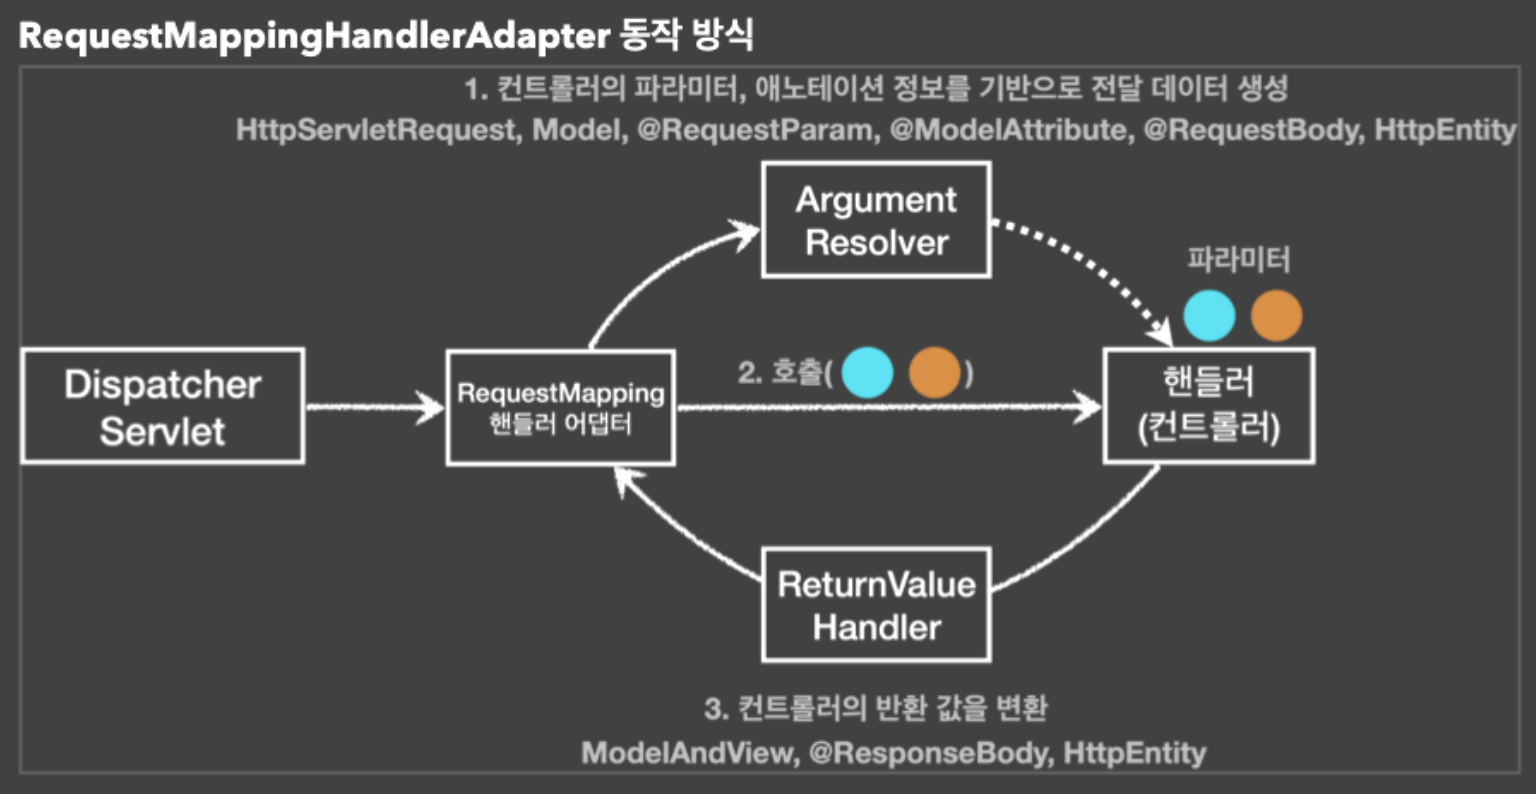 RequestMappingHandlerAdapter 동작 방식
1. 컨트롤러의 파라미터, 애노테이션 정보를 기반으로 전달 데이터 생성
HttpServletRequest, Model, @RequestParam, @ModelAttribute, @RequestBody, HttpEntity
Argument
Resolver
파라미터
Dispatcher
Servlet
RequestMapping
핸들러 어댑터
2. 호출( )
핸들러
(컨트롤러)
ReturnValue
Handler
3. 컨트롤러의 반환 값을 변환
ModelAndView, @ResponseBody, HttpEntity